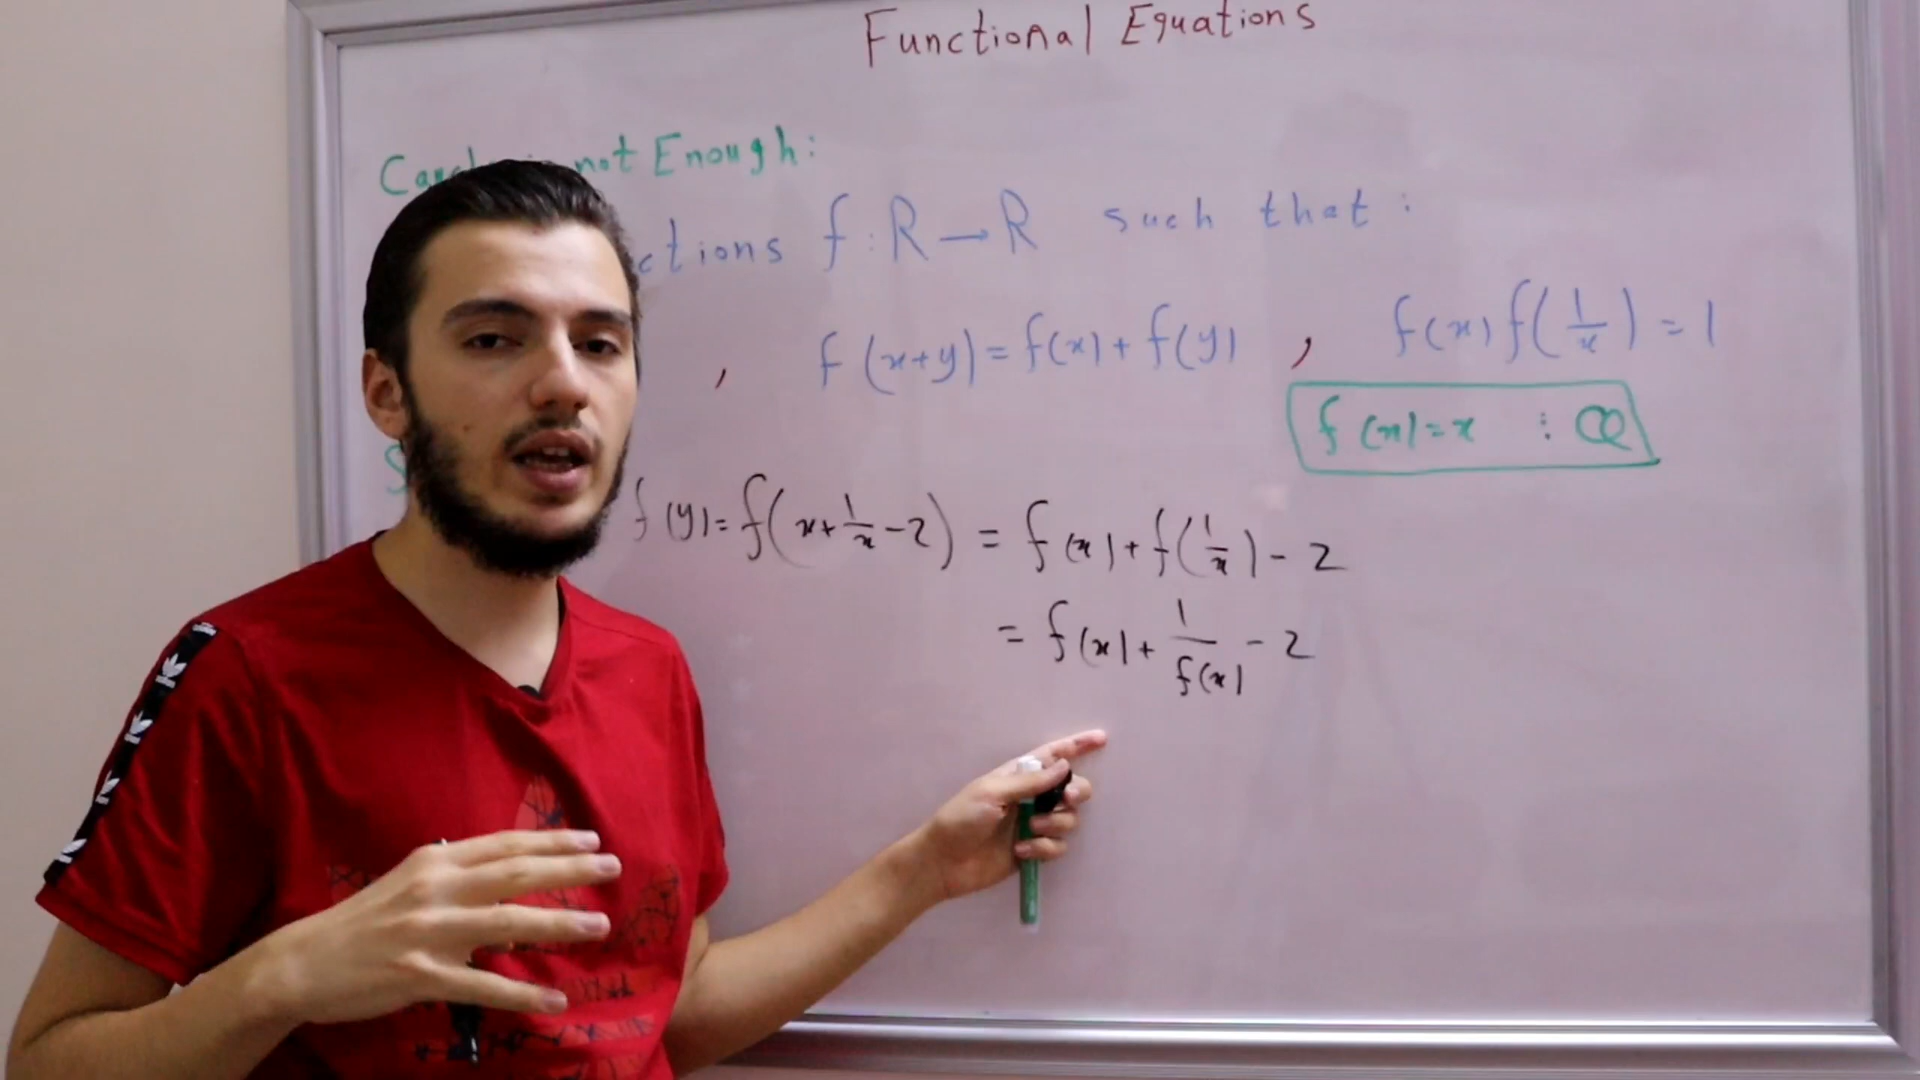 Functional Equations
not Enough:
f: R → R such that:
, f(x+y) = f(x) + f(y) , f(x) f(1/x) = 1
f(x) = x : Q
f(y) = f(x + 1/x - 2) = f(x) + f(1/x) - 2
= f(x) + 1/f(x) - 2